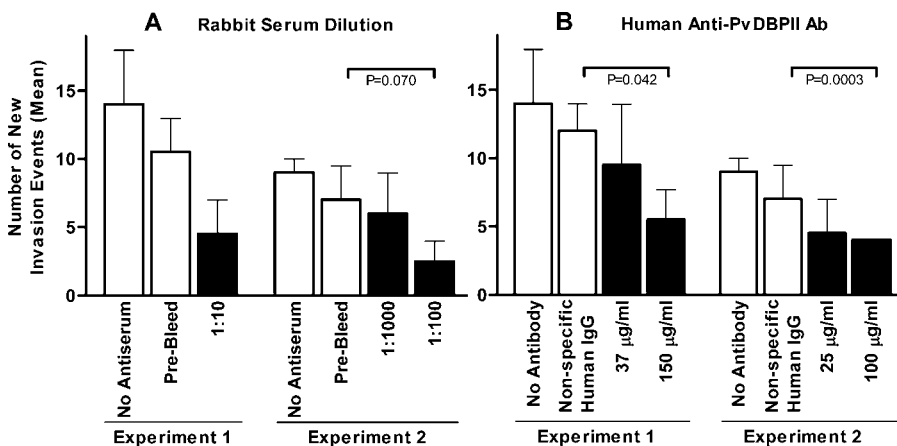 A Rabbit Serum Dilution
Number of New
Invasion Events (Mean)
15
10
5
0
P=0.070
No Antiserum
Pre-Bleed
1:10
No Antiserum
Pre-Bleed
1:1000
1:100
Experiment 1
Experiment 2
B Human Anti-PvDBPII Ab
15
10
5
0
P=0.042
P=0.0003
No Antibody
Non-specific
Human IgG
37 µg/ml
150 µg/ml
No Antibody
Non-specific
Human IgG
25 µg/ml
100 µg/ml
Experiment 1
Experiment 2